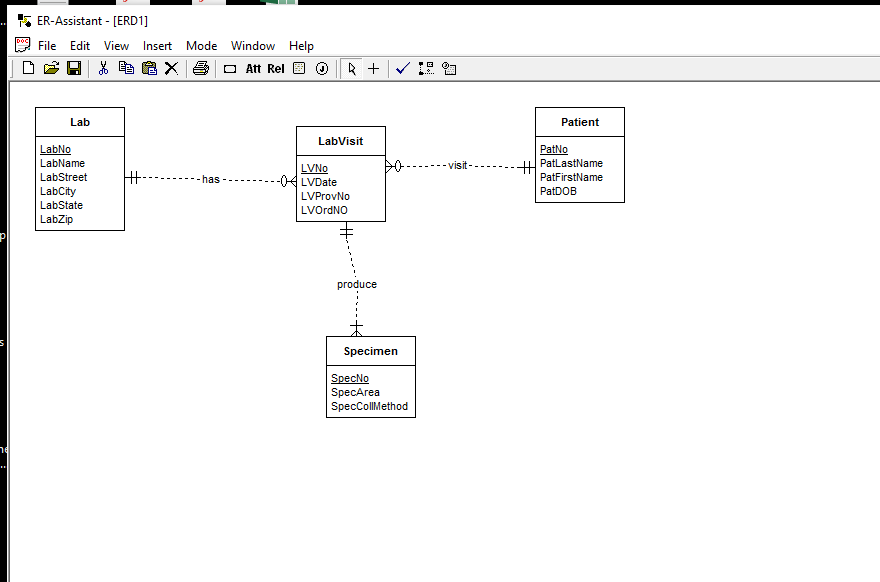 ER-Assistant - [ERD1]
File Edit View Insert Mode Window Help
Att Rel
Lab
LabNo
LabName
LabStreet
LabCity
LabState
LabZip
has
LabVisit
LVNo
LVDate
LVProvNo
LVOrdNO
visit
Patient
PatNo
PatLastName
PatFirstName
PatDOB
produce
Specimen
SpecNo
SpecArea
SpecCollMethod